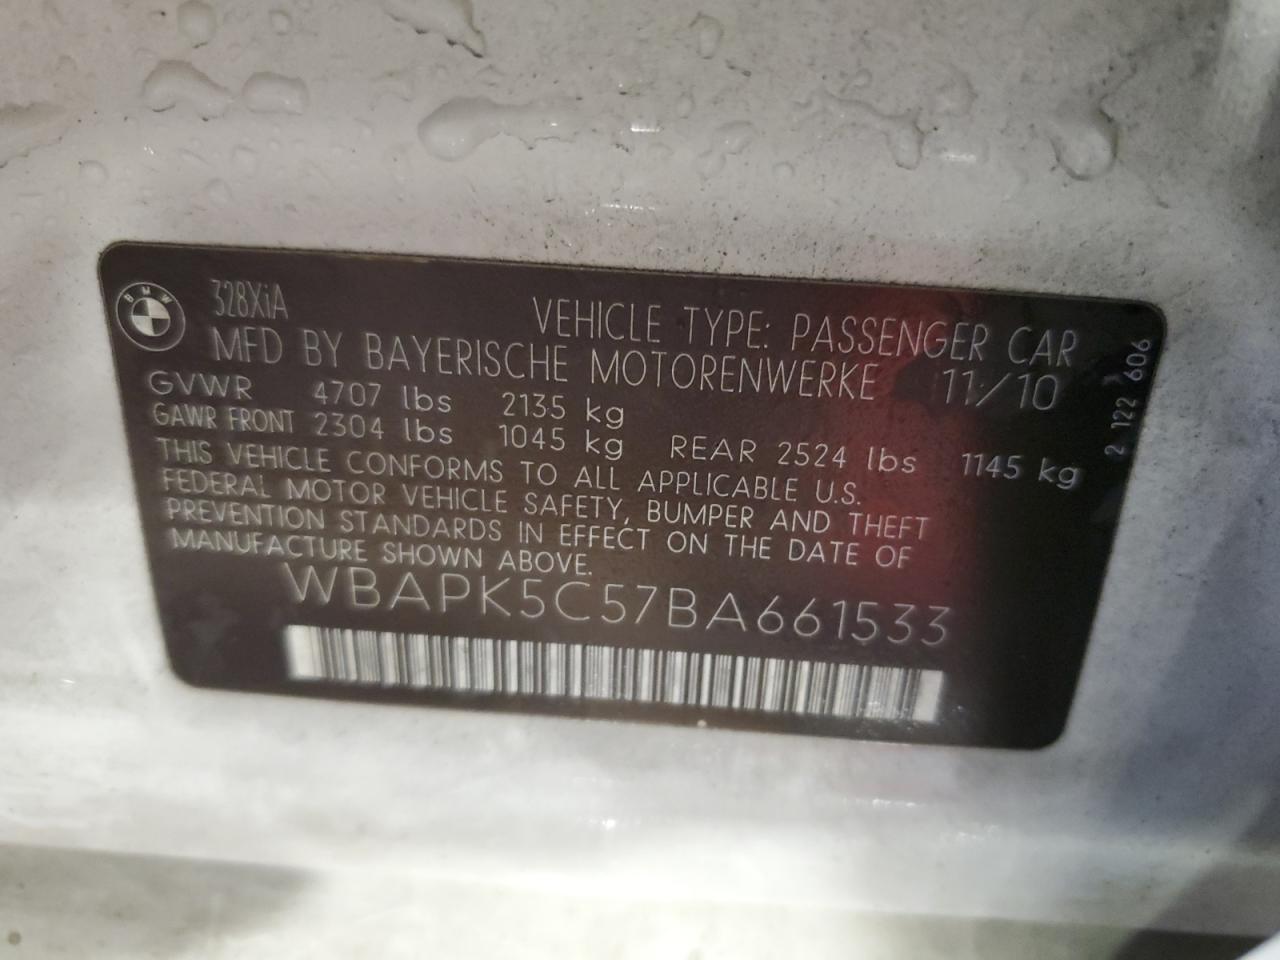 BMW
328XiA
VEHICLE TYPE: PASSENGER CAR
MFD BY BAYERISCHE MOTORENWERKE 11/10
GVWR 4707 lbs 2135 kg
GAWR FRONT 2304 lbs 1045 kg REAR 2524 lbs 1145 kg
THIS VEHICLE CONFORMS TO ALL APPLICABLE U.S.
FEDERAL MOTOR VEHICLE SAFETY, BUMPER AND THEFT
PREVENTION STANDARDS IN EFFECT ON THE DATE OF
MANUFACTURE SHOWN ABOVE.
WBAPK5C57BA661533
2 122 606